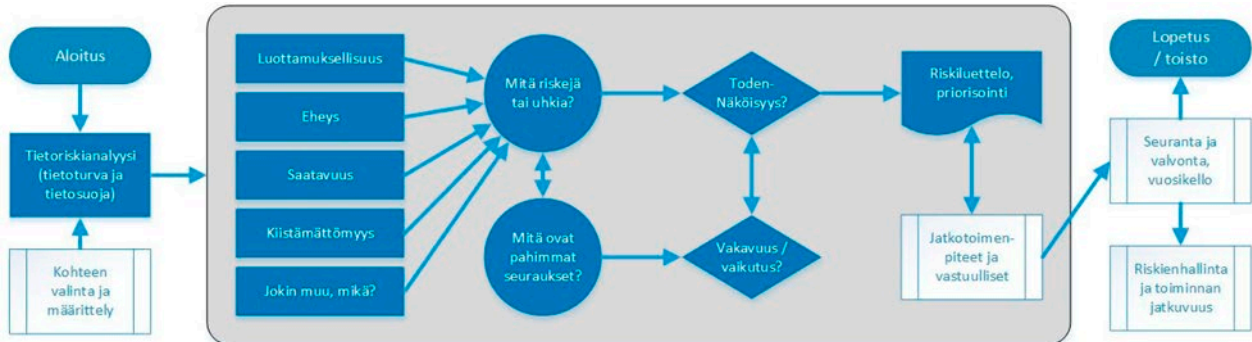 Aloitus
Tietoriskianalyysi
(tietoturva ja
tietosuoja)
Kohteen
valinta ja
määrittely
Luottamuksellisuus
Eheys
Saatavuus
Kiistämättömyys
Jokin muu, mikä?
Mitä riskejä
tai uhkia?
Mitä ovat
pahimmat
seuraukset?
Toden-
Näköisyys?
Vakavuus /
vaikutus?
Riskiluettelo,
priorisointi
Jatkotoimen-
piteet ja
vastuulliset
Lopetus
/ toisto
Seuranta ja
valvonta,
vuosikello
Riskienhallinta
ja toiminnan
jatkuvuus